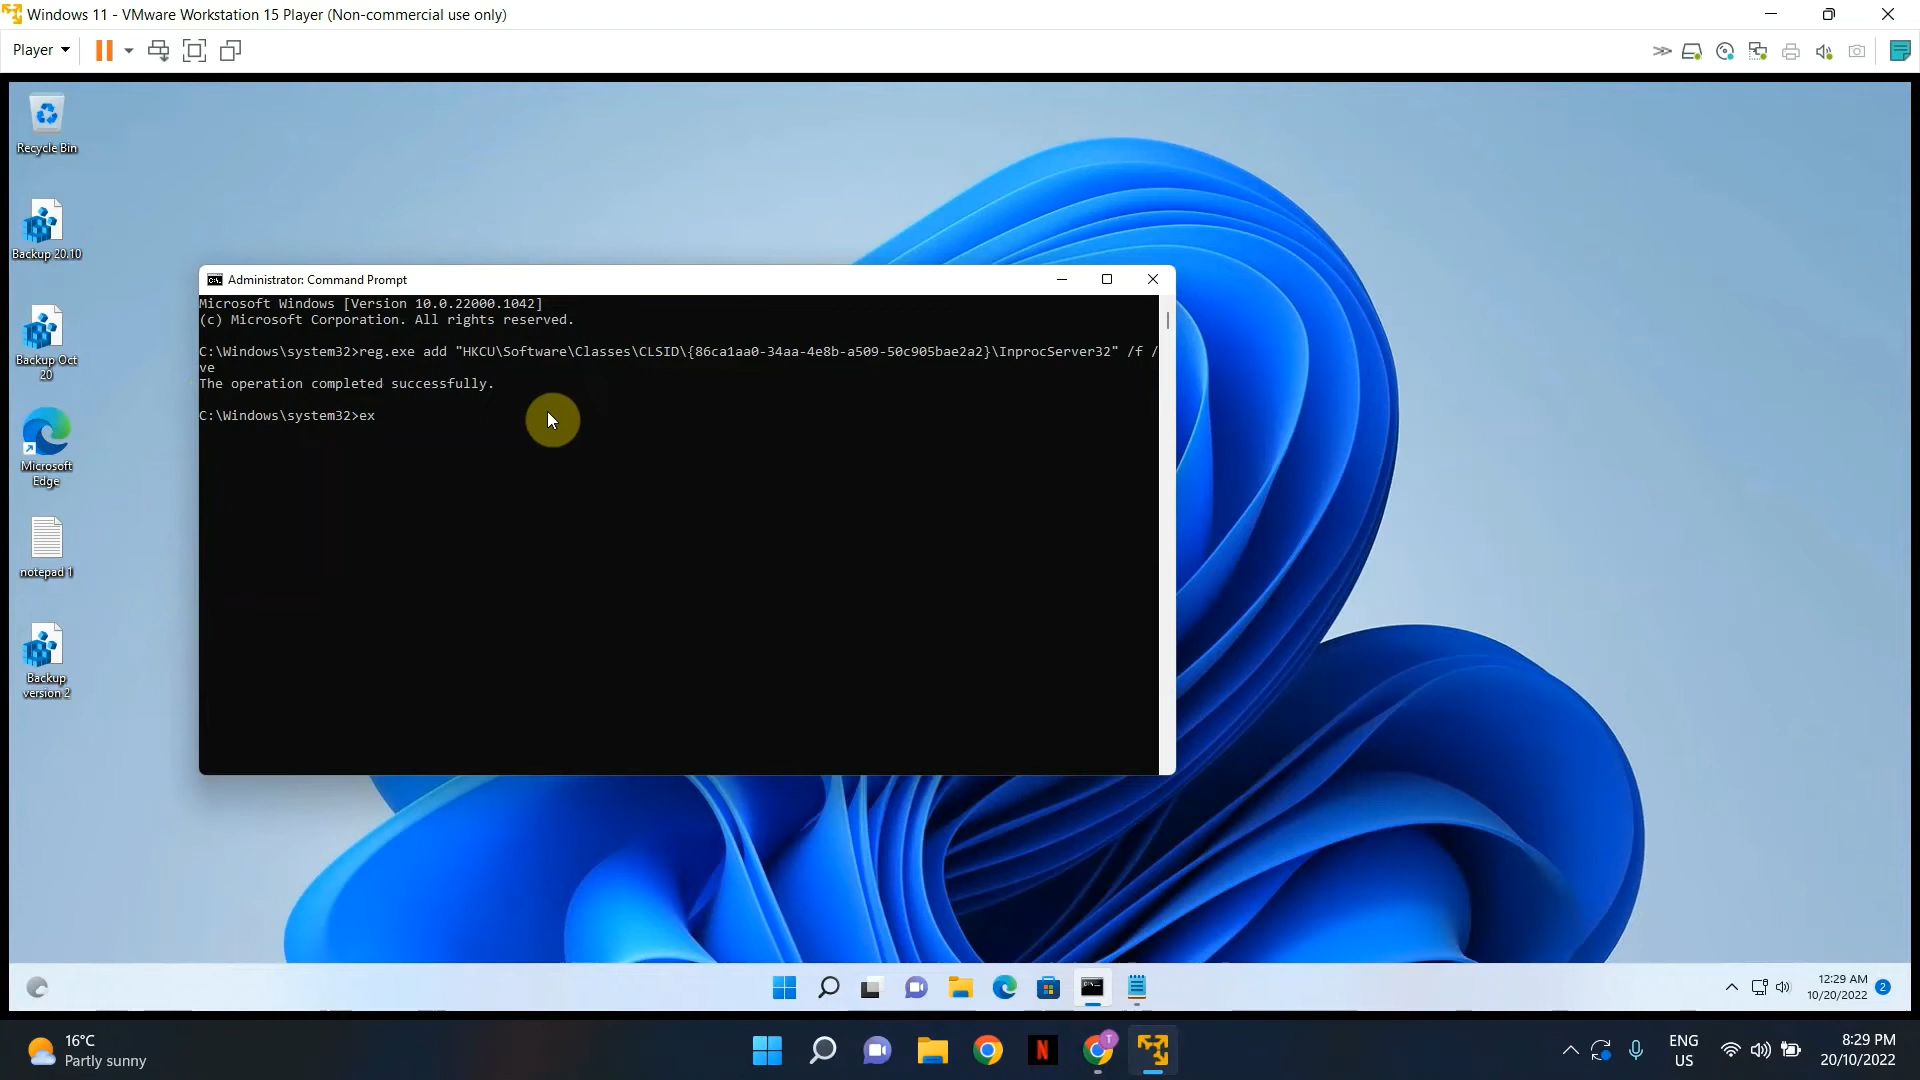 Windows 11 - VMware Workstation 15 Player (Non-commercial use only)
Player
Recycle Bin
Backup 20.10
Backup Oct
20
Microsoft
Edge
notepad 1
Backup
version 2
Administrator: Command Prompt
Microsoft Windows [Version 10.0.22000.1042]
(c) Microsoft Corporation. All rights reserved.
C:\Windows\system32>reg.exe add "HKCU\Software\Classes\CLSID\{86ca1aa0-34aa-4e8b-a509-50c905bae2a2}\InprocServer32" /f /
ve
The operation completed successfully.
C:\Windows\system32>ex
12:29 AM
10/20/2022
2
16°C
Partly sunny
N
T
ENG
US
8:29 PM
20/10/2022